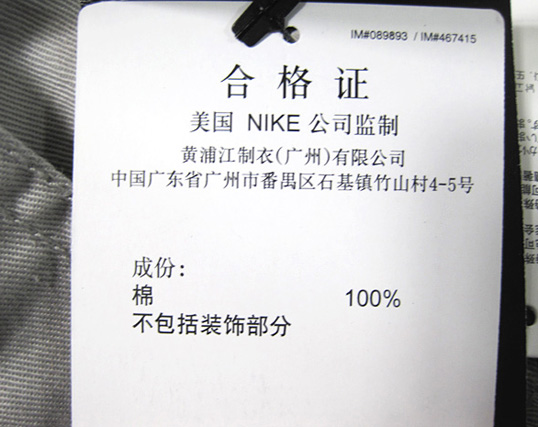 IM#089893 / IM#467415
合格证
美国 NIKE 公司监制
黄浦江制衣(广州)有限公司
中国广东省广州市番禺区石基镇竹山村4-5号
成份:
棉 100%
不包括装饰部分